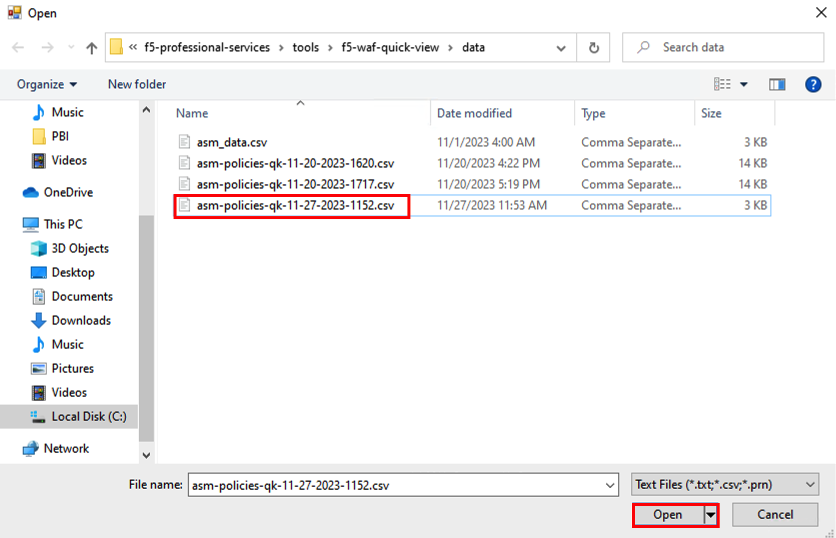 Open
« f5-professional-services › tools › f5-waf-quick-view › data
Search data
Organize
New folder
?
Name
Date modified
Type
Size
Music
PBI
Videos
OneDrive
This PC
3D Objects
Desktop
Documents
Downloads
Music
Pictures
Videos
Local Disk (C:)
Network
asm_data.csv 11/1/2023 4:00 AM Comma Separate... 3 KB
asm-policies-qk-11-20-2023-1620.csv 11/20/2023 4:22 PM Comma Separate... 14 KB
asm-policies-qk-11-20-2023-1717.csv 11/20/2023 5:19 PM Comma Separate... 14 KB
asm-policies-qk-11-27-2023-1152.csv 11/27/2023 11:53 AM Comma Separate... 3 KB
File name: asm-policies-qk-11-27-2023-1152.csv
Text Files (*.txt;*.csv;*.prn)
Open
Cancel